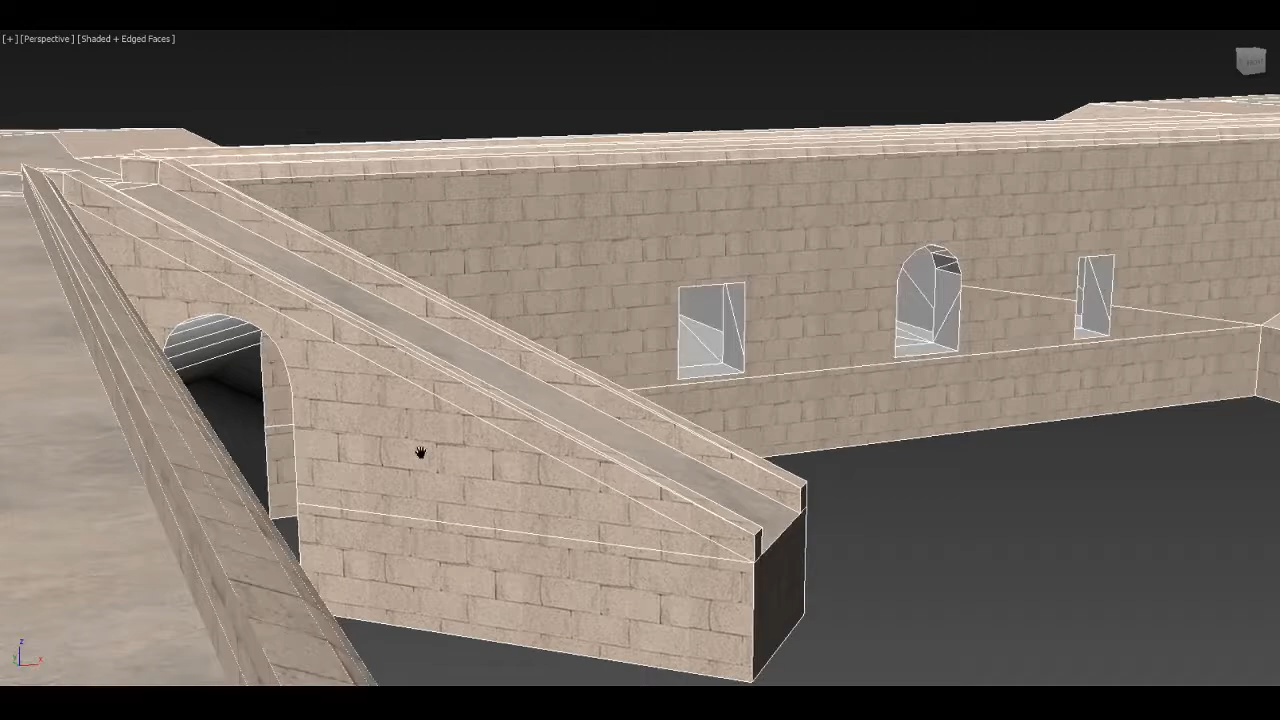 [+] [Perspective] [Shaded + Edged Faces]
z
x